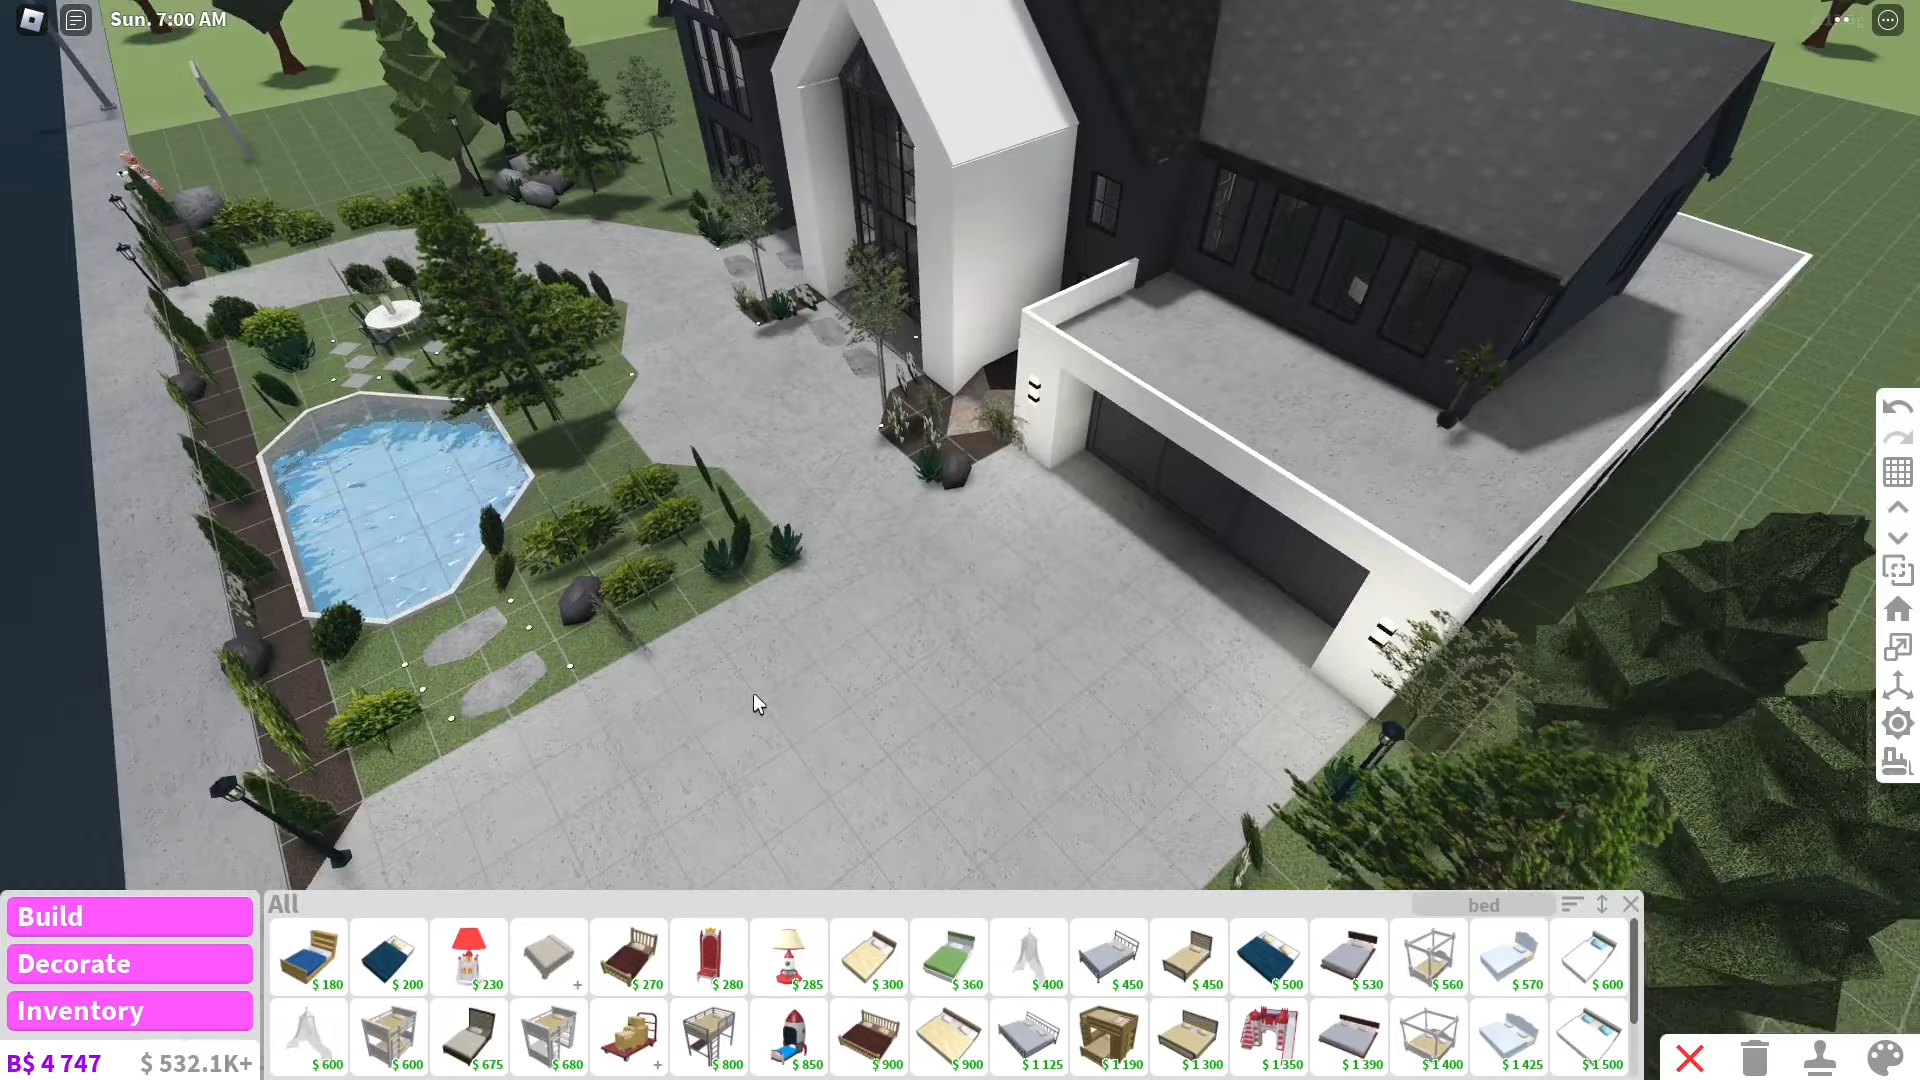 Sun. 7:00 AM
Build
Decorate
Inventory
B$ 4 747
$ 532.1K+
All
bed
$ 180
$ 200
$ 230
+
$ 270
$ 280
$ 285
$ 300
$ 360
$ 400
$ 450
$ 450
$ 500
$ 530
$ 560
$ 570
$ 600
$ 600
$ 600
$ 675
$ 680
+
$ 800
$ 850
$ 900
$ 900
$ 1 125
$ 1 190
$ 1 300
$ 1 350
$ 1 390
$ 1 400
$ 1 425
$ 1 500